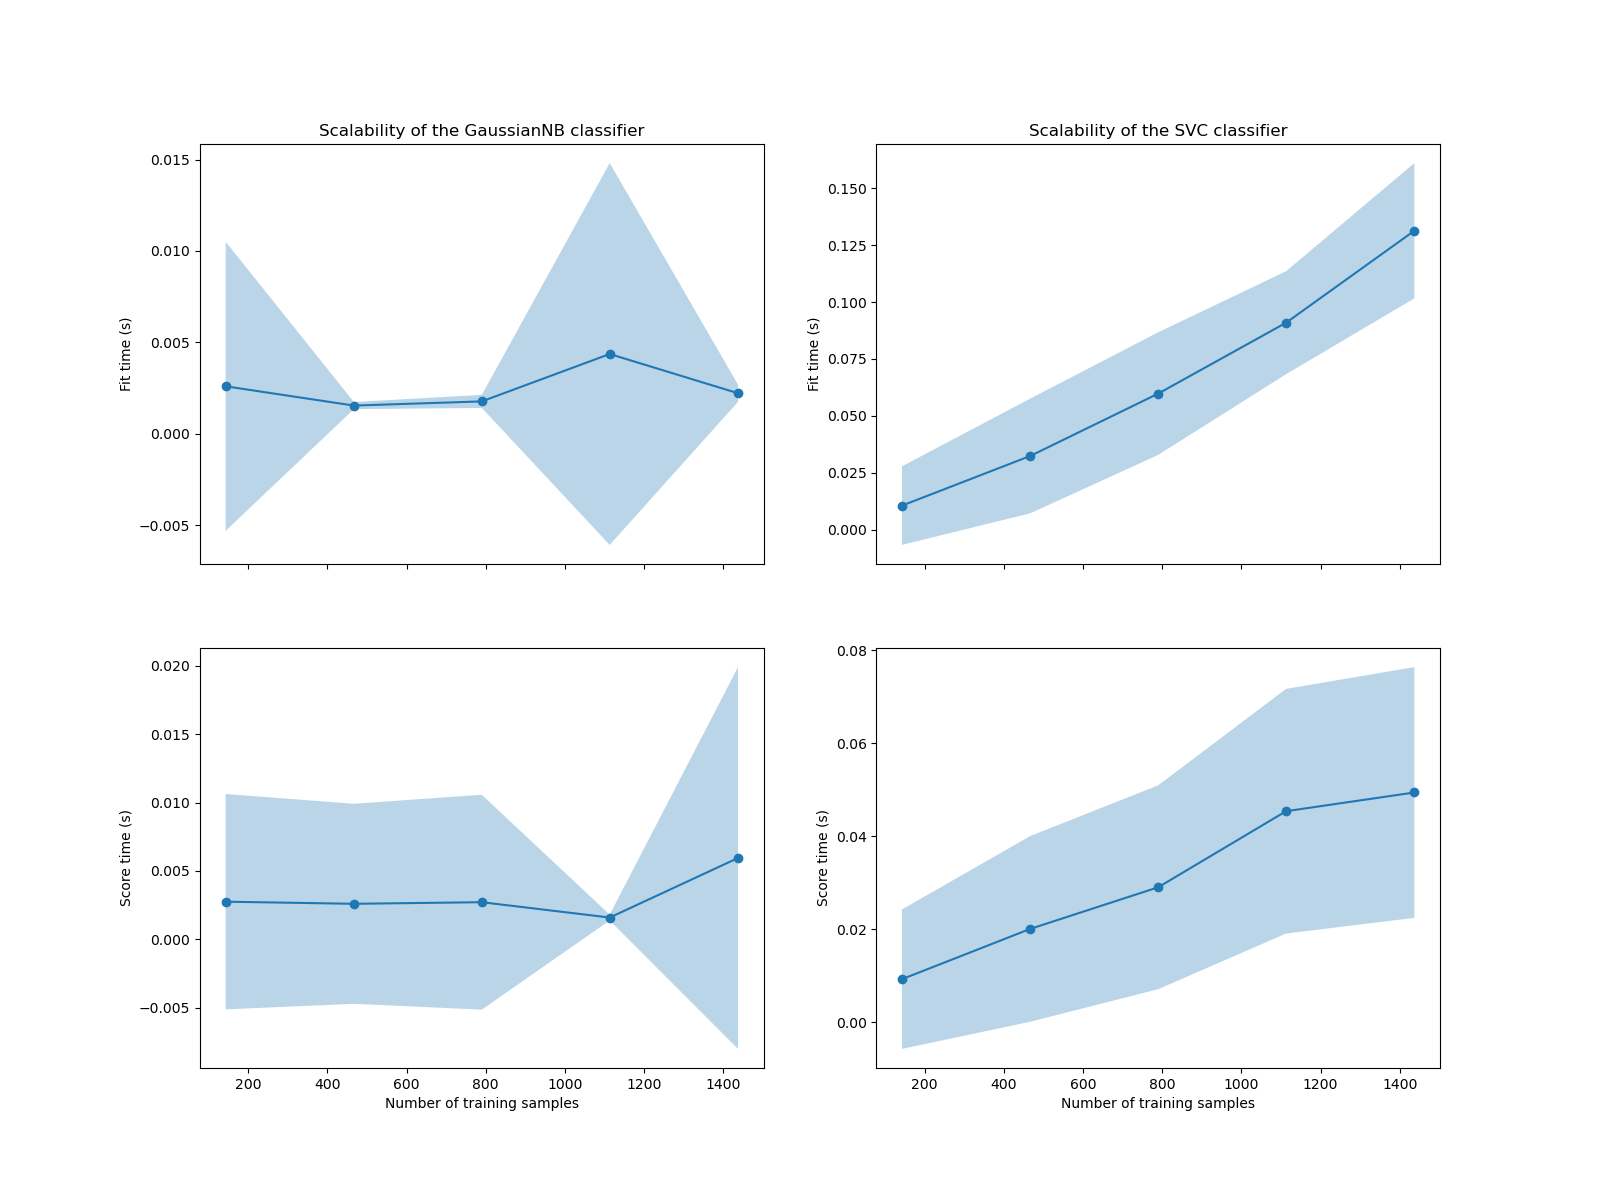 Scalability of the GaussianNB classifier
0.015
0.010
0.005
0.000
−0.005
Fit time (s)
Scalability of the SVC classifier
0.150
0.125
0.100
0.075
0.050
0.025
0.000
Fit time (s)
0.020
0.015
0.010
0.005
0.000
−0.005
Score time (s)
200 400 600 800 1000 1200 1400
Number of training samples
0.08
0.06
0.04
0.02
0.00
Score time (s)
200 400 600 800 1000 1200 1400
Number of training samples